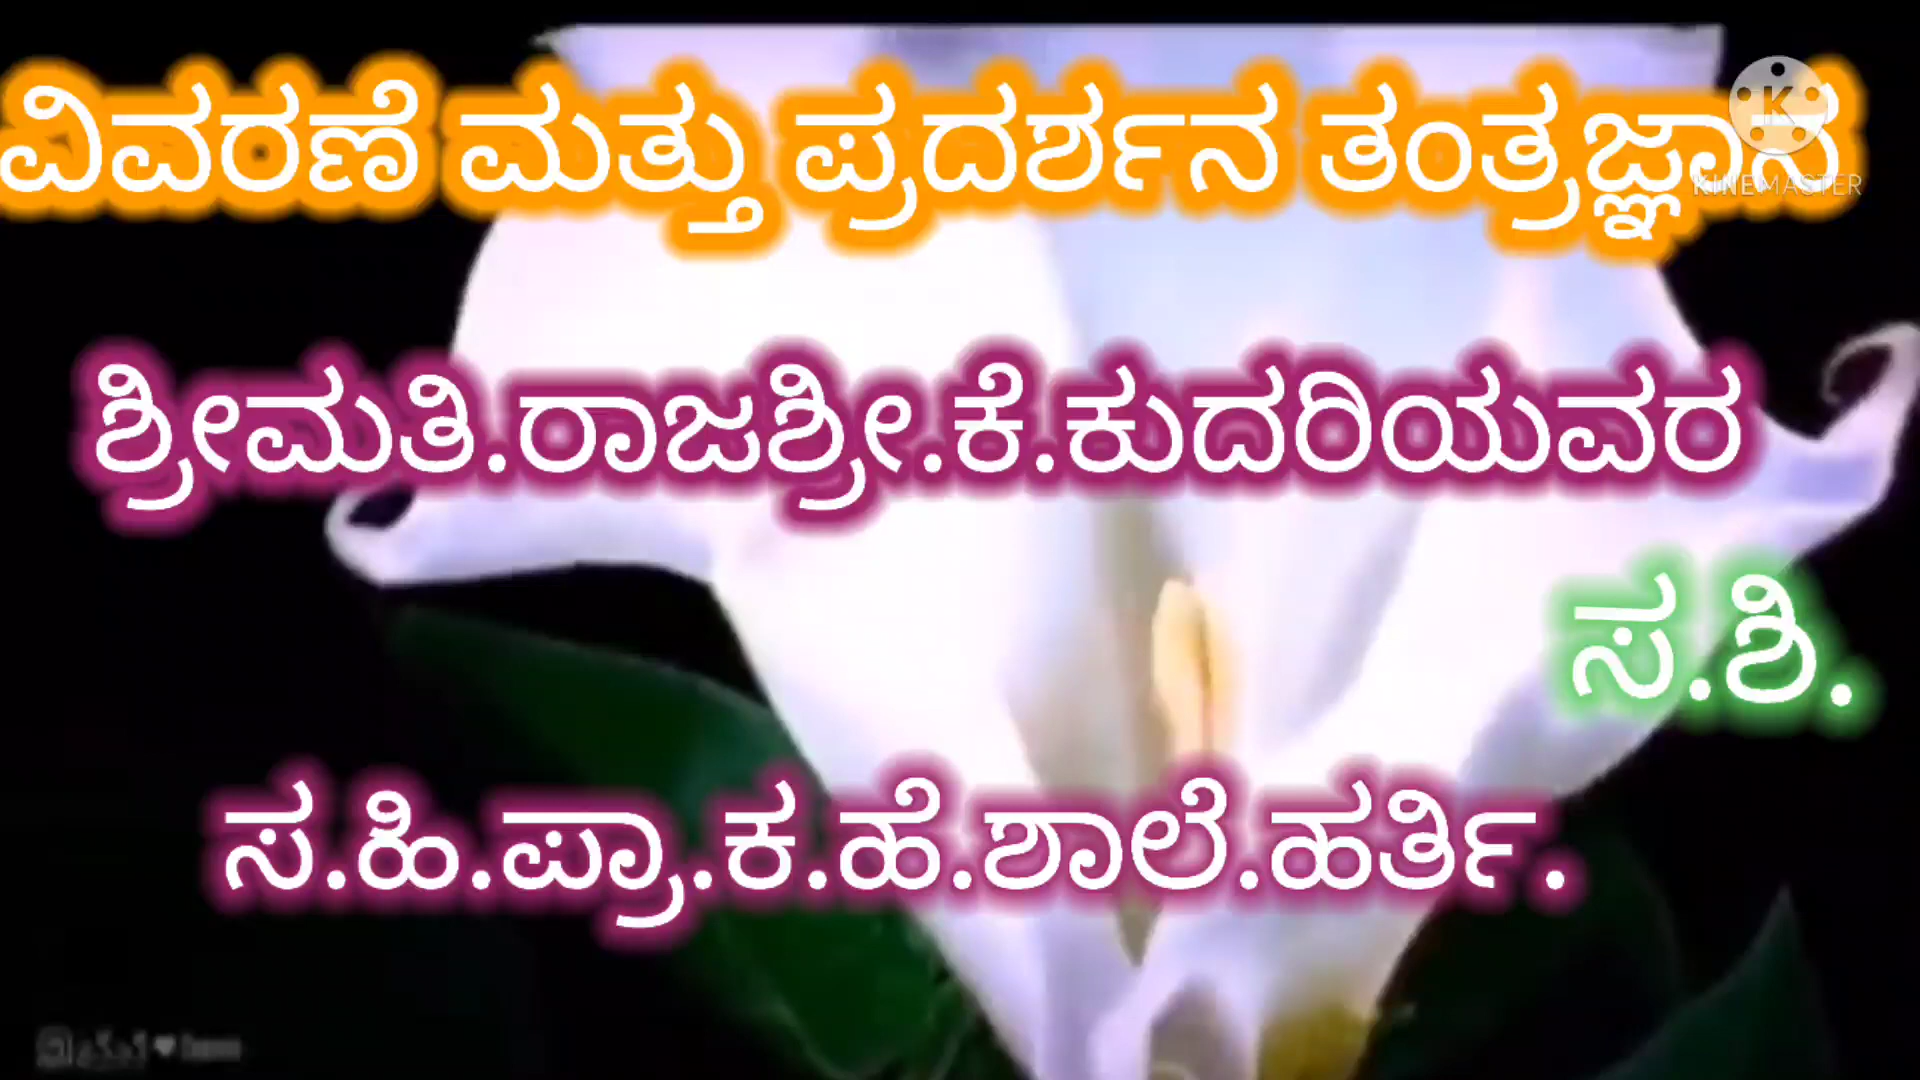 ವಿವರಣೆ ಮತ್ತು ಪ್ರದರ್ಶನ ತಂತ್ರಜ್ಞಾನ
KINEMASTER
ಶ್ರೀಮತಿ.ರಾಜಶ್ರೀ.ಕೆ.ಕುದರಿಯವರ
ಸ.ಶಿ.
ಸ.ಹಿ.ಪ್ರಾ.ಕ.ಹೆ.ಶಾಲೆ.ಹರ್ತಿ.